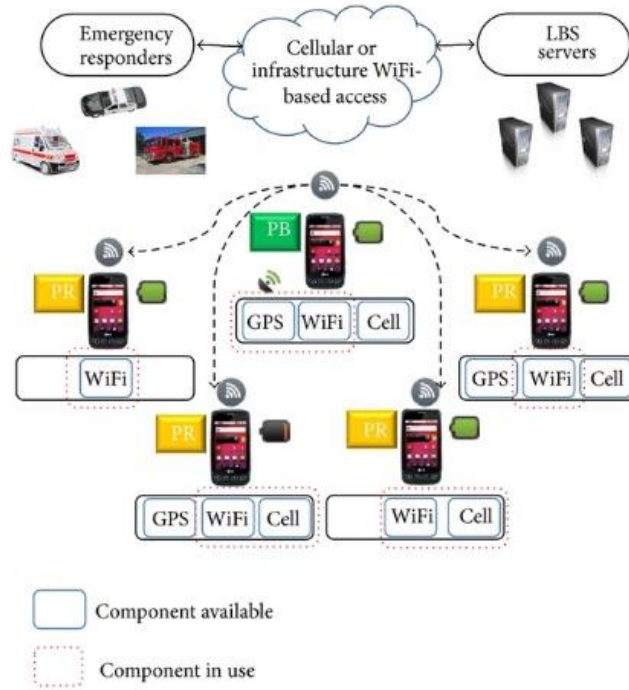 Emergency
responders
Cellular or
infrastructure WiFi-
based access
LBS
servers
PB
PR
GPS
WiFi
Cell
PR
WiFi
GPS
WiFi
Cell
PR
PR
GPS
WiFi
Cell
WiFi
Cell
Component available
Component in use